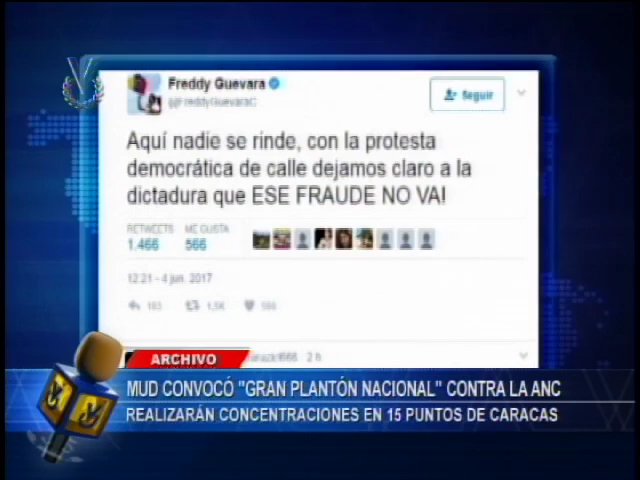 Freddy Guevara
@FreddyGuevaraC
Seguir
Aquí nadie se rinde, con la protesta
democrática de calle dejamos claro a la
dictadura que ESE FRAUDE NO VA!
RETWEETS ME GUSTA
1.466 566
12:21 - 4 jun. 2017
103 1,5K 566
2 h
ARCHIVO
MUD CONVOCÓ "GRAN PLANTÓN NACIONAL" CONTRA LA ANC
REALIZARÁN CONCENTRACIONES EN 15 PUNTOS DE CARACAS